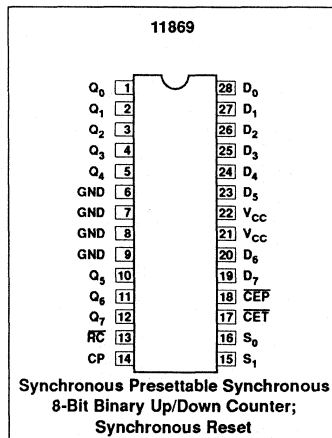 11869
Q0 1 28 D0
Q1 2 27 D1
Q2 3 26 D2
Q3 4 25 D3
Q4 5 24 D4
GND 6 23 D5
GND 7 22 VCC
GND 8 21 VCC
GND 9 20 D6
Q5 10 19 D7
Q6 11 18 C̅E̅P̅
Q7 12 17 C̅E̅T̅
R̅C̅ 13 16 S0
CP 14 15 S1
Synchronous Presettable Synchronous
8-Bit Binary Up/Down Counter;
Synchronous Reset